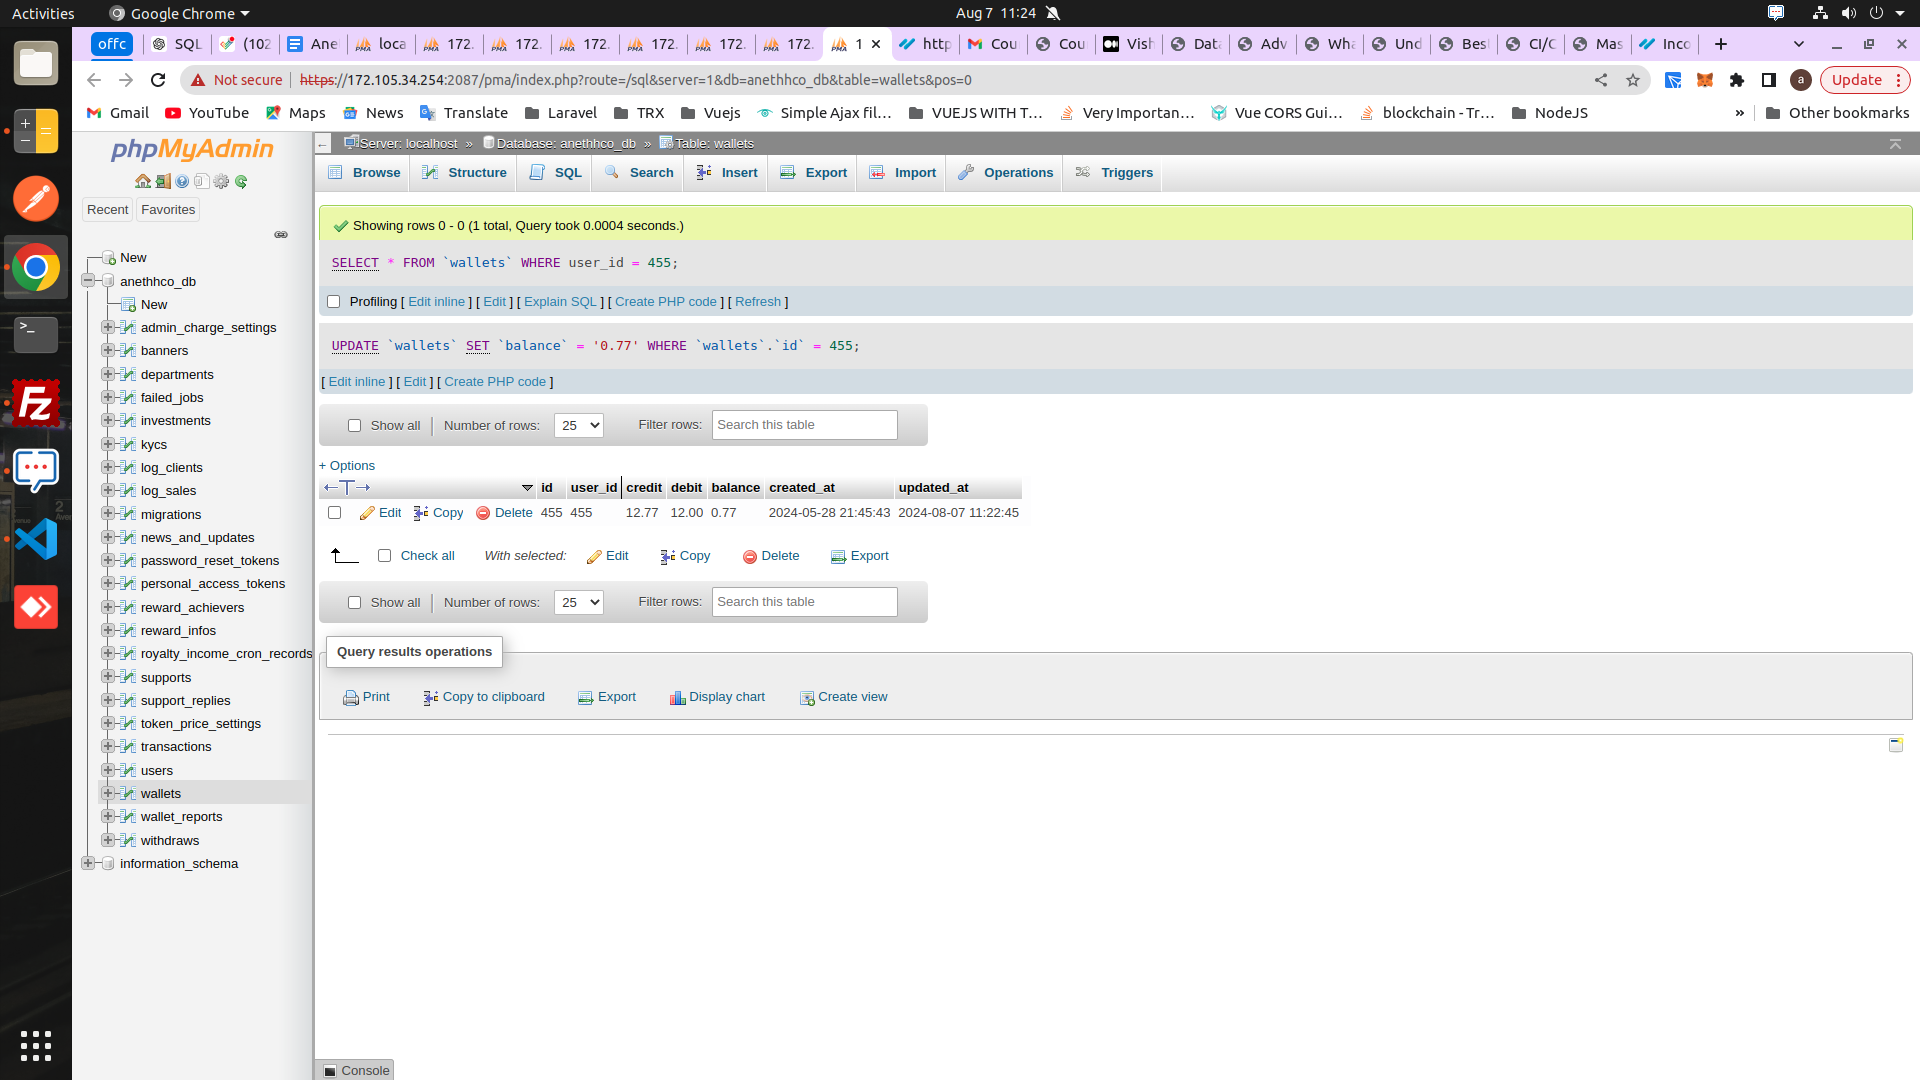 Activities
Google Chrome
Aug 7 11:24
offc
SQL
(102
Ane
loca
172.
172.
172.
172.
172.
172.
1
http
Cou
Cou
Vish
Data
Adv
Wha
Und
Bes
CI/C
Mas
Inco
Not secure
https://172.105.34.254:2087/pma/index.php?route=/sql&server=1&db=anethhco_db&table=wallets&pos=0
a
Update
Gmail
YouTube
Maps
News
Translate
Laravel
TRX
Vuejs
Simple Ajax fil...
VUEJS WITH T...
Very Importan...
Vue CORS Gui...
blockchain - Tr...
NodeJS
»
Other bookmarks
phpMyAdmin
Recent
Favorites
New
anethhco_db
New
admin_charge_settings
banners
departments
failed_jobs
investments
kycs
log_clients
log_sales
migrations
news_and_updates
password_reset_tokens
personal_access_tokens
reward_achievers
reward_infos
royalty_income_cron_records
supports
support_replies
token_price_settings
transactions
users
wallets
wallet_reports
withdraws
information_schema
Server: localhost » Database: anethhco_db » Table: wallets
Browse
Structure
SQL
Search
Insert
Export
Import
Operations
Triggers
Showing rows 0 - 0 (1 total, Query took 0.0004 seconds.)
SELECT * FROM `wallets` WHERE user_id = 455;
Profiling [ Edit inline ] [ Edit ] [ Explain SQL ] [ Create PHP code ] [ Refresh ]
UPDATE `wallets` SET `balance` = '0.77' WHERE `wallets`.`id` = 455;
[ Edit inline ] [ Edit ] [ Create PHP code ]
Show all
Number of rows: 25
Filter rows: Search this table
+ Options
id user_id credit debit balance created_at updated_at
Edit Copy Delete 455 455 12.77 12.00 0.77 2024-05-28 21:45:43 2024-08-07 11:22:45
Check all With selected: Edit Copy Delete Export
Show all
Number of rows: 25
Filter rows: Search this table
Query results operations
Print
Copy to clipboard
Export
Display chart
Create view
Console